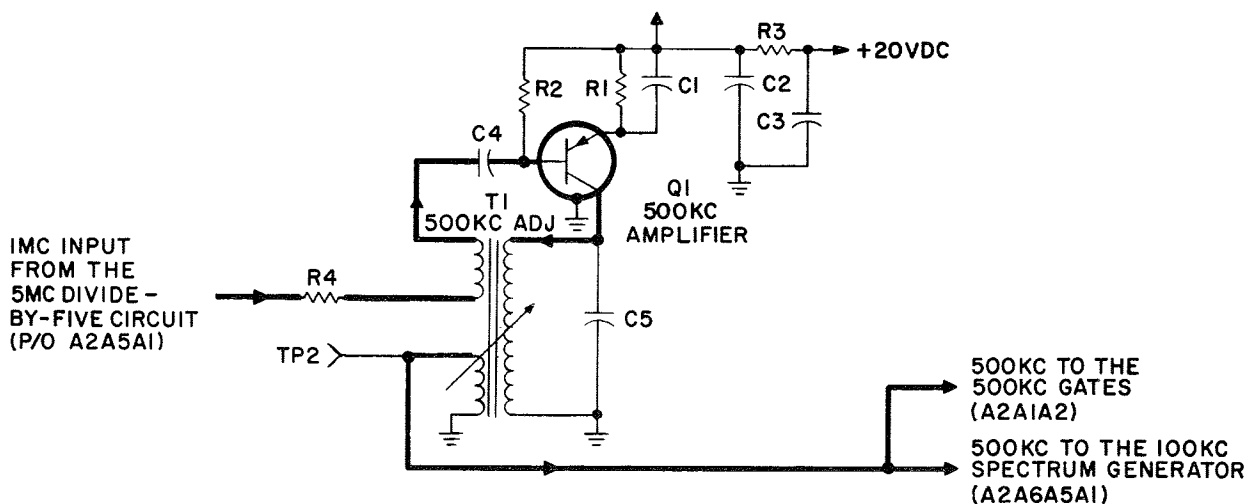 R3
+20VDC
R2
R1
C1
C2
C3
C4
Q1
500KC
AMPLIFIER
T1
500KC ADJ
1MC INPUT
FROM THE
5MC DIVIDE-
BY-FIVE CIRCUIT
(P/O A2A5A1)
R4
C5
TP2
500KC TO THE
500KC GATES
(A2A1A2)
500KC TO THE 100KC
SPECTRUM GENERATOR
(A2A6A5A1)